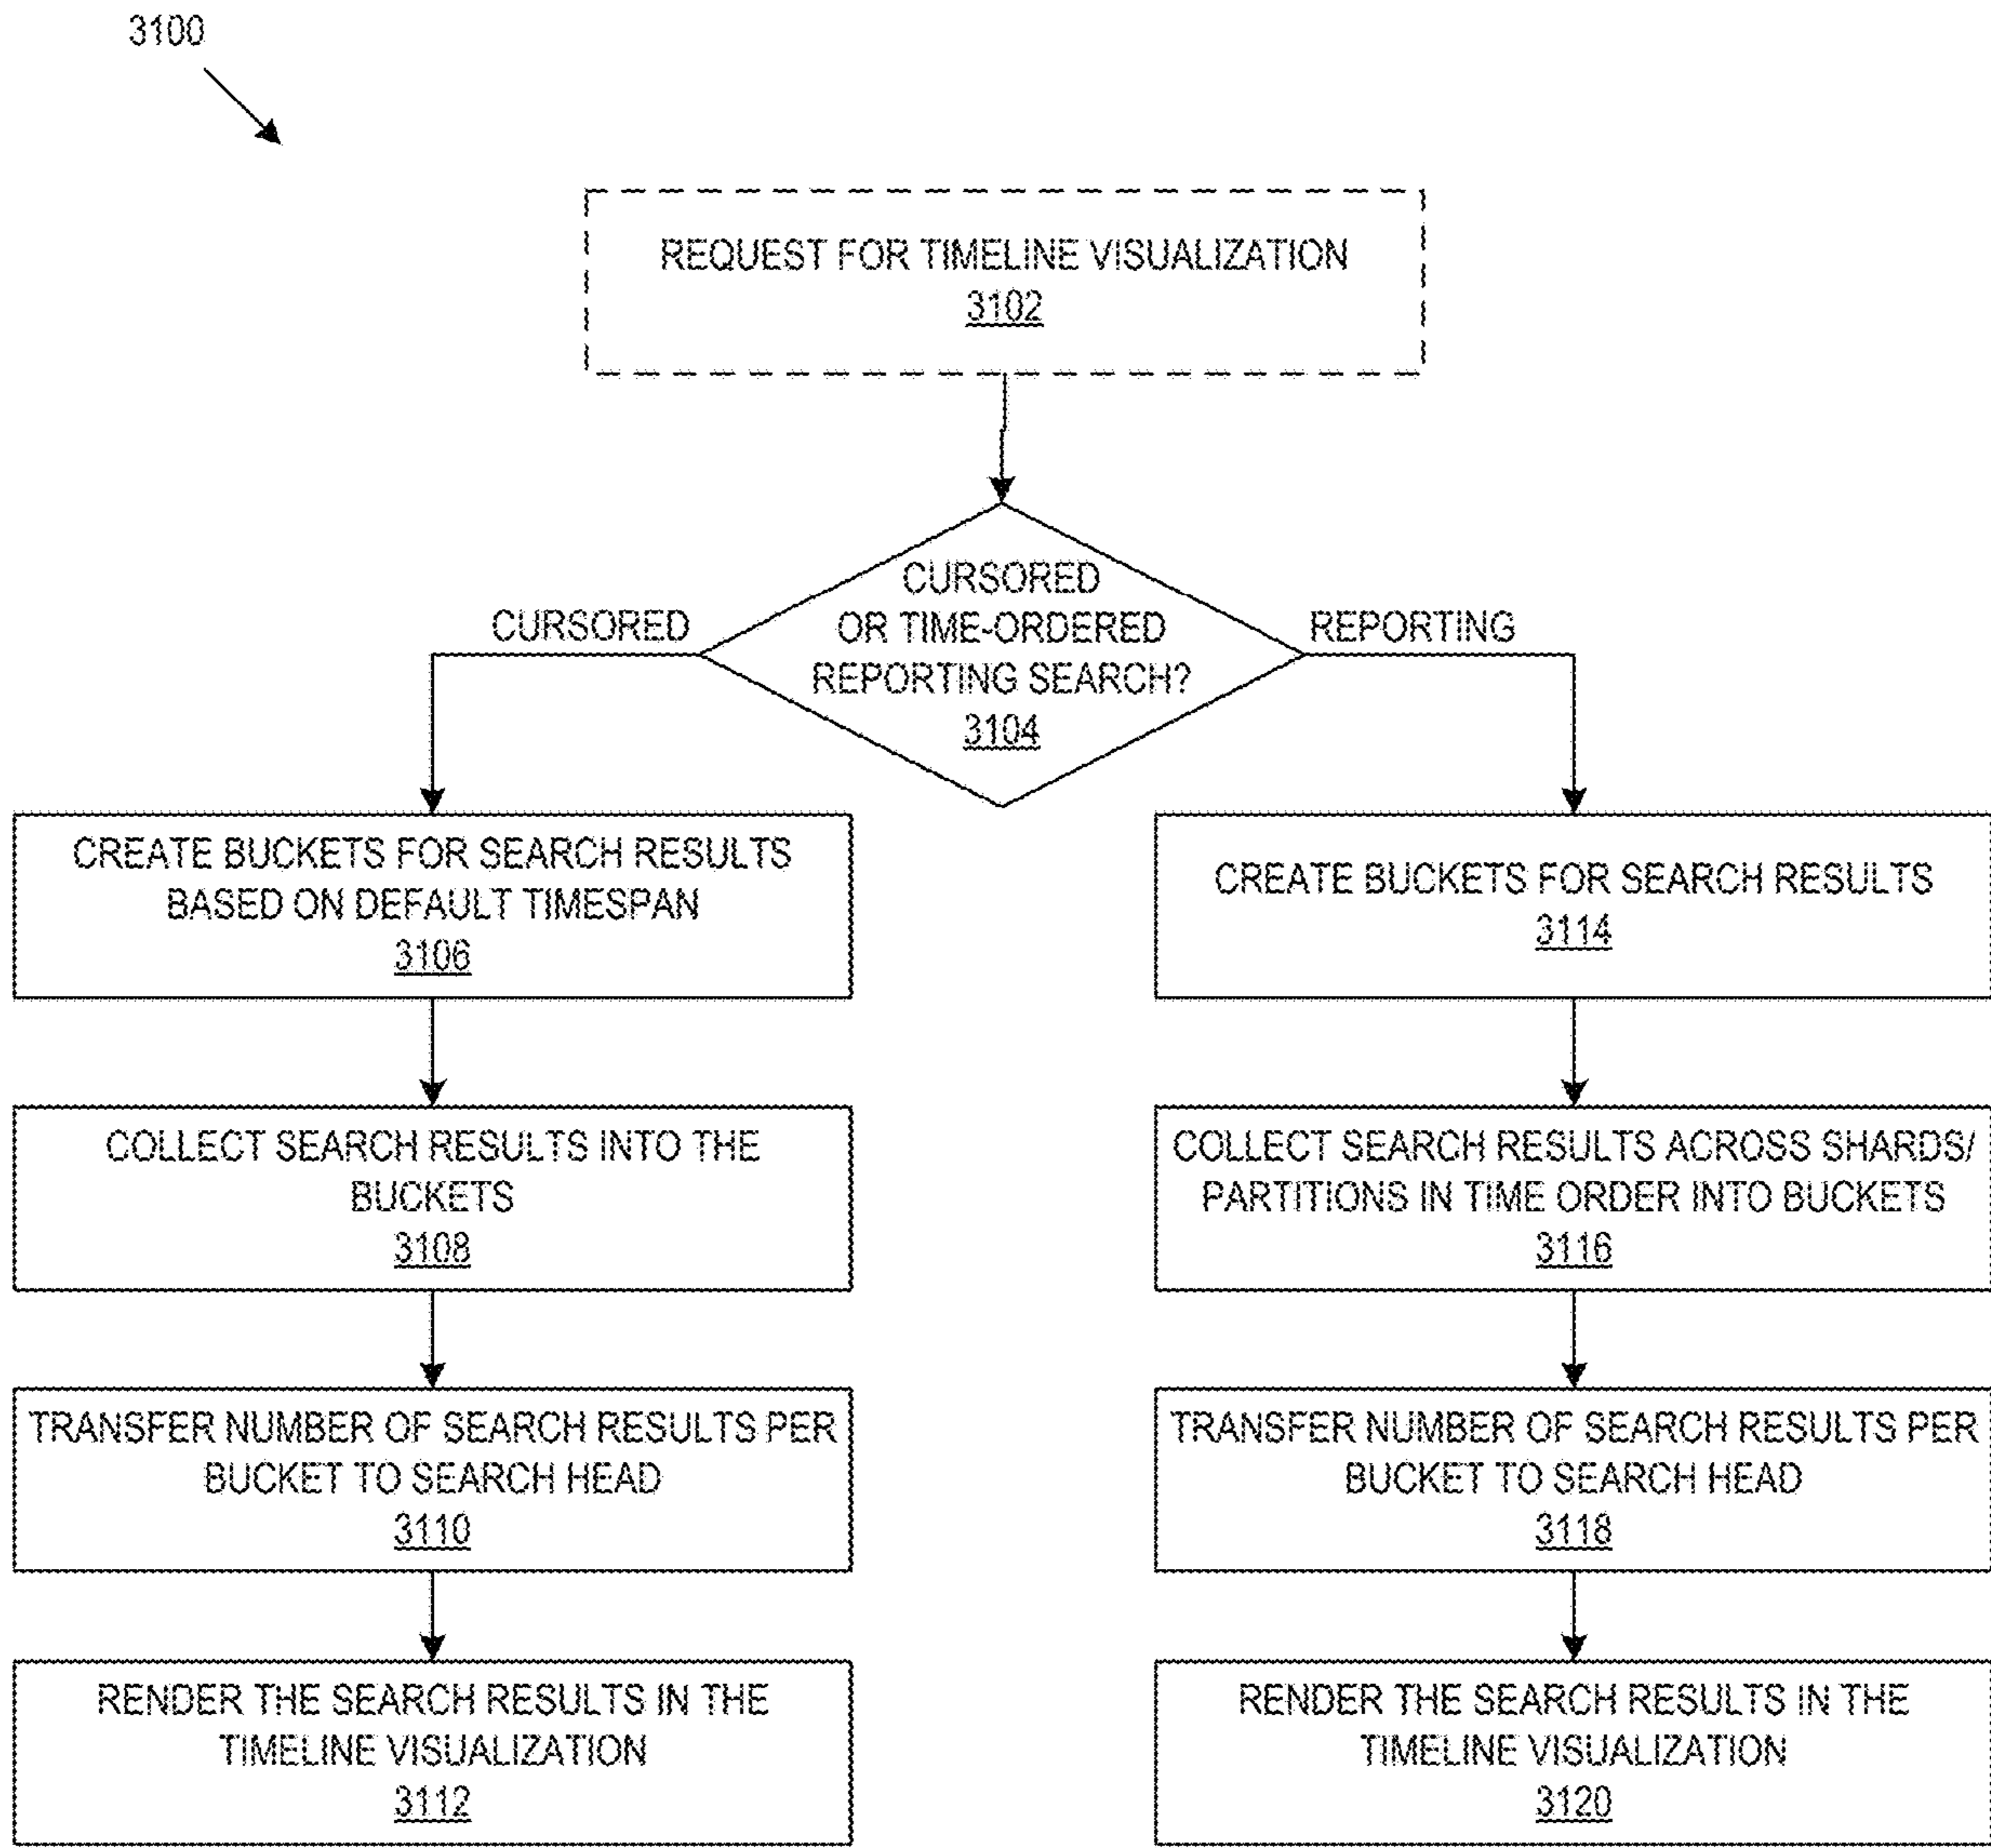 3100
REQUEST FOR TIMELINE VISUALIZATION
3102
CURSORED
OR TIME-ORDERED
REPORTING SEARCH?
3104
CURSORED
REPORTING
CREATE BUCKETS FOR SEARCH RESULTS
BASED ON DEFAULT TIMESPAN
3106
COLLECT SEARCH RESULTS INTO THE
BUCKETS
3108
TRANSFER NUMBER OF SEARCH RESULTS PER
BUCKET TO SEARCH HEAD
3110
RENDER THE SEARCH RESULTS IN THE
TIMELINE VISUALIZATION
3112
CREATE BUCKETS FOR SEARCH RESULTS
3114
COLLECT SEARCH RESULTS ACROSS SHARDS/
PARTITIONS IN TIME ORDER INTO BUCKETS
3116
TRANSFER NUMBER OF SEARCH RESULTS PER
BUCKET TO SEARCH HEAD
3118
RENDER THE SEARCH RESULTS IN THE
TIMELINE VISUALIZATION
3120